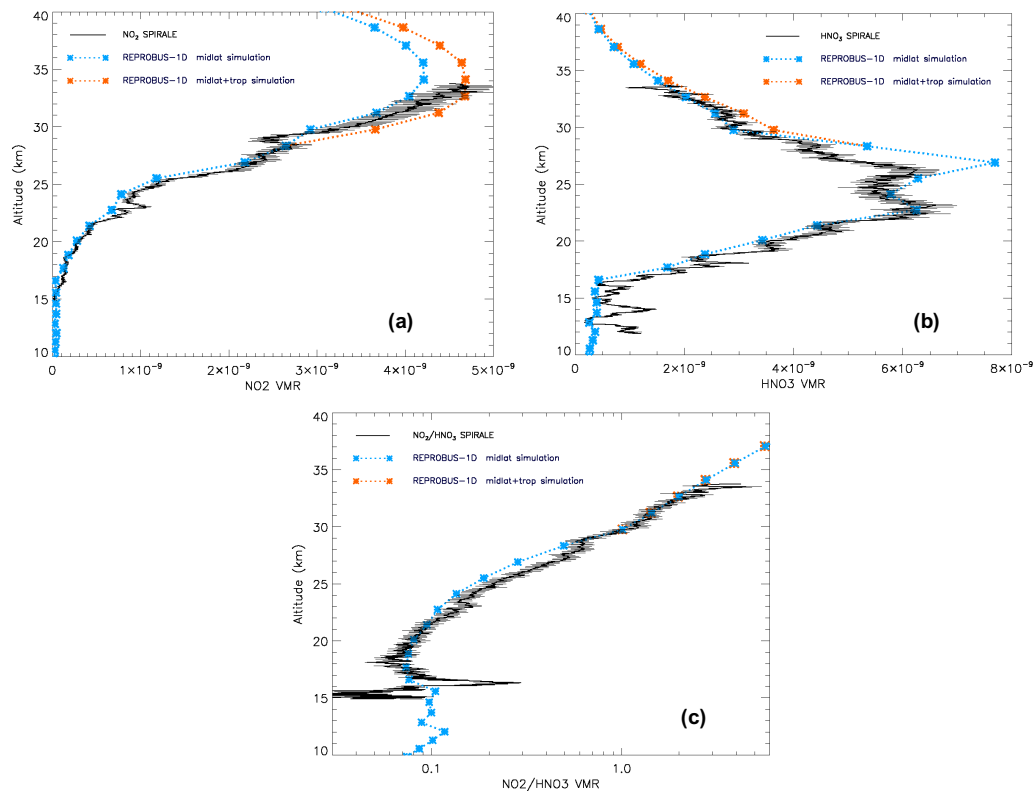 NO₂ SPIRALE
REPROBUS-1D midlat simulation
REPROBUS-1D midlat+trop simulation
40
35
30
25
20
15
10
Altitude (km)
(a)
0
1×10⁻⁹
2×10⁻⁹
3×10⁻⁹
4×10⁻⁹
5×10⁻⁹
NO2 VMR
HNO₃ SPIRALE
REPROBUS-1D midlat simulation
REPROBUS-1D midlat+trop simulation
40
35
30
25
20
15
10
Altitude (km)
(b)
0
2×10⁻⁹
4×10⁻⁹
6×10⁻⁹
8×10⁻⁹
HNO3 VMR
NO₂/HNO₃ SPIRALE
REPROBUS-1D midlat simulation
REPROBUS-1D midlat+trop simulation
40
35
30
25
20
15
10
Altitude (km)
(c)
0.1
1.0
NO2/HNO3 VMR